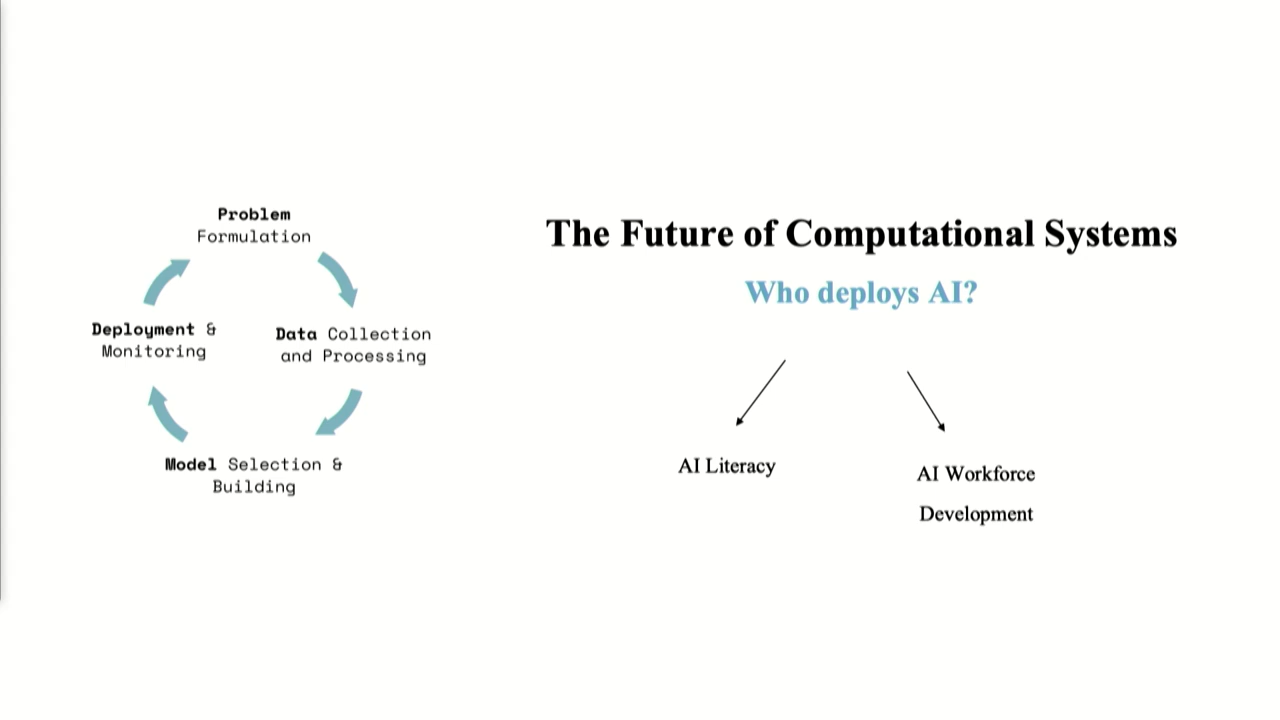 Problem
Formulation
Deployment &
Monitoring
Data Collection
and Processing
Model Selection &
Building
The Future of Computational Systems
Who deploys AI?
AI Literacy
AI Workforce
Development